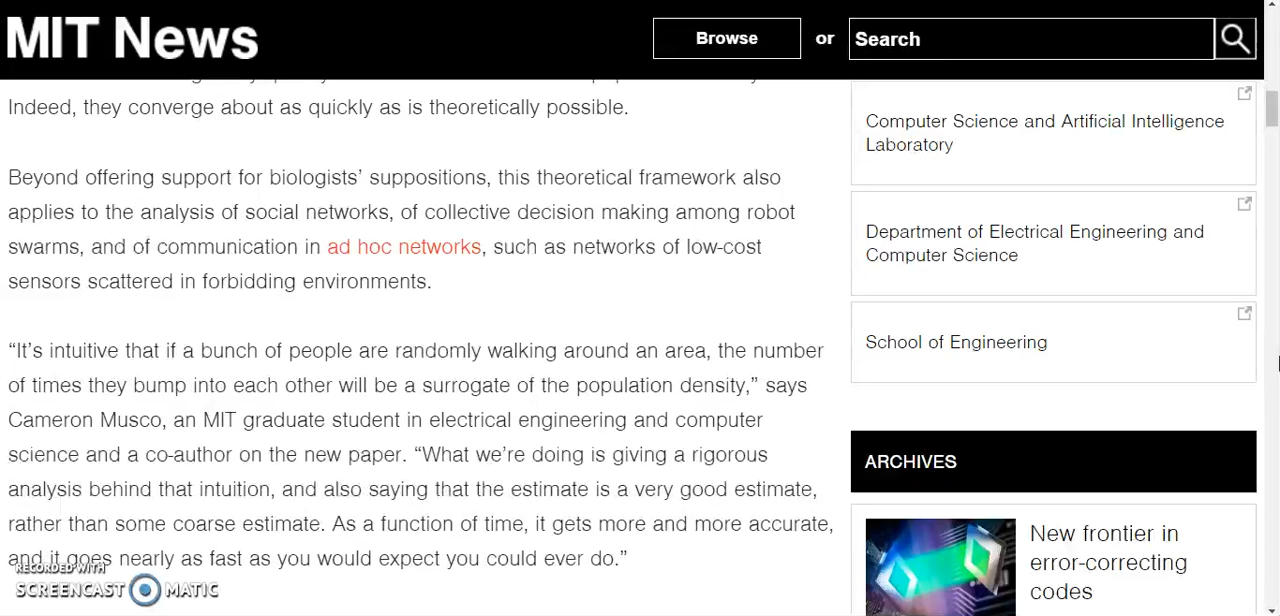 MIT News
Browse
or
Search
Indeed, they converge about as quickly as is theoretically possible.
Beyond offering support for biologists’ suppositions, this theoretical framework also
applies to the analysis of social networks, of collective decision making among robot
swarms, and of communication in ad hoc networks, such as networks of low-cost
sensors scattered in forbidding environments.
“It’s intuitive that if a bunch of people are randomly walking around an area, the number
of times they bump into each other will be a surrogate of the population density,” says
Cameron Musco, an MIT graduate student in electrical engineering and computer
science and a co-author on the new paper. “What we’re doing is giving a rigorous
analysis behind that intuition, and also saying that the estimate is a very good estimate,
rather than some coarse estimate. As a function of time, it gets more and more accurate,
and it goes nearly as fast as you would expect you could ever do.”
Computer Science and Artificial Intelligence
Laboratory
Department of Electrical Engineering and
Computer Science
School of Engineering
ARCHIVES
New frontier in
error-correcting
codes
RECORDED WITH
SCREENCAST MATIC